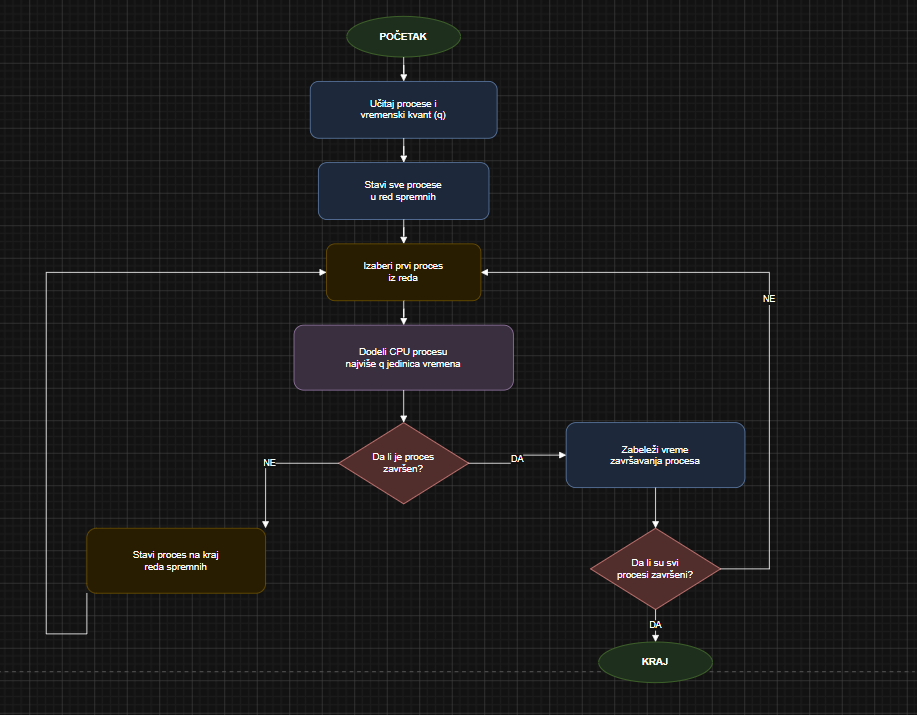 POČETAK
Učitaj procese i
vremenski kvant (q)
Stavi sve procese
u red spremnih
Izaberi prvi proces
iz reda
NE
Dodeli CPU procesu
najviše q jedinica vremena
Da li je proces
završen?
NE
DA
Zabeleži vreme
završavanja procesa
Stavi proces na kraj
reda spremnih
Da li su svi
procesi završeni?
DA
KRAJ